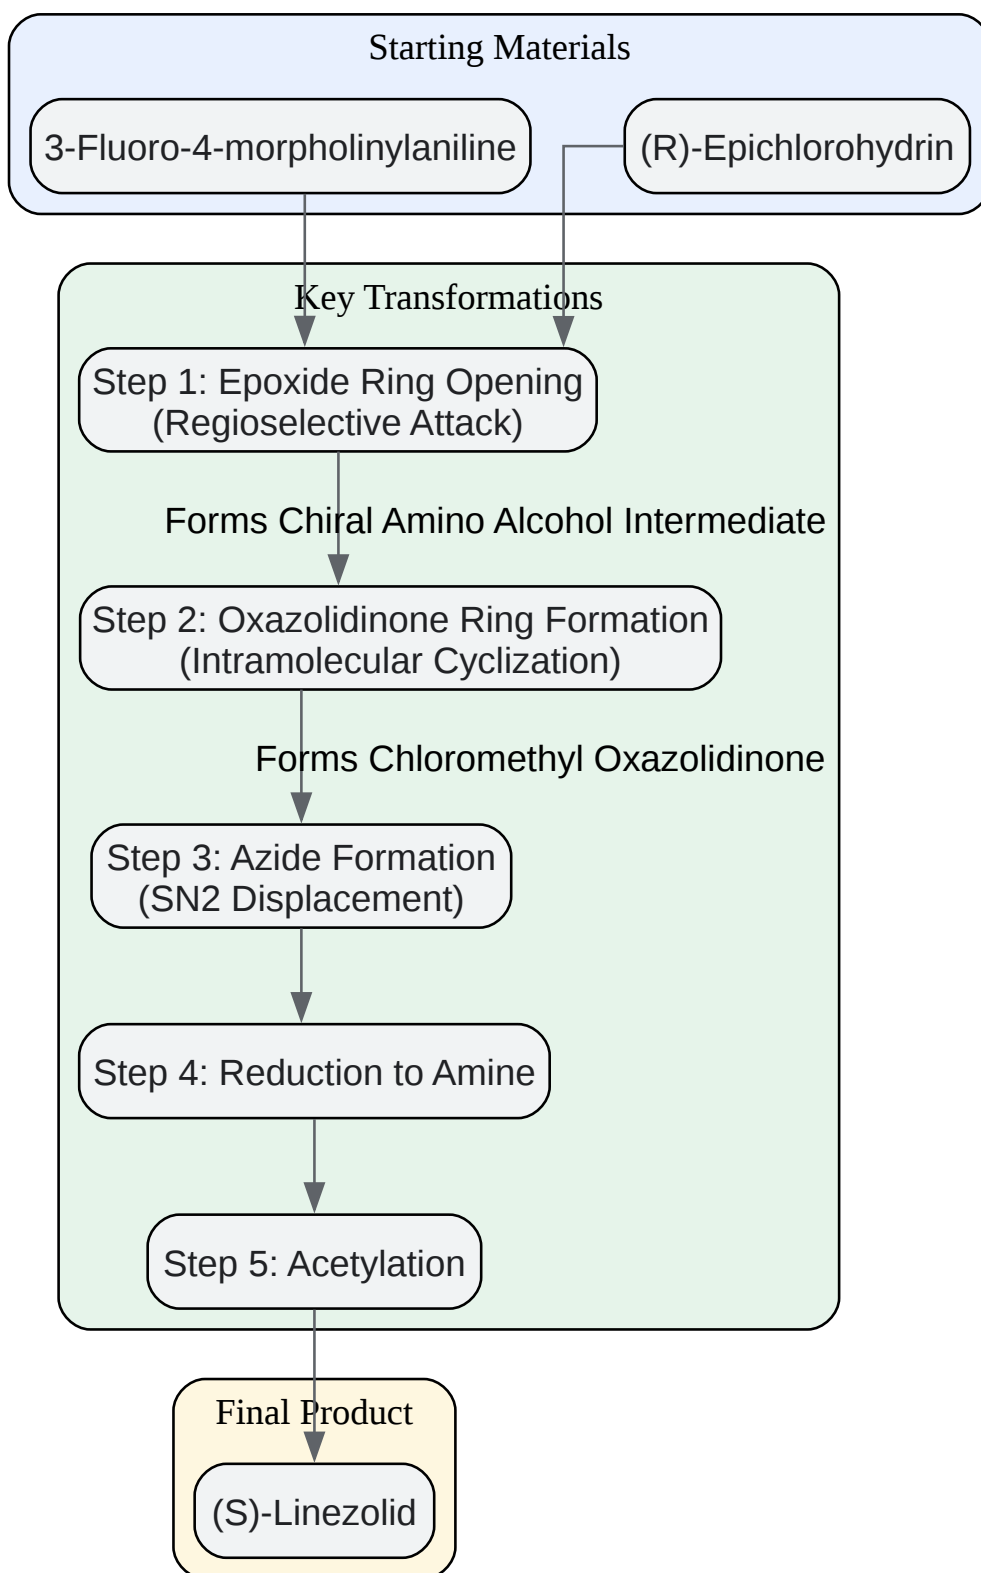 Starting Materials
3-Fluoro-4-morpholinylaniline
(R)-Epichlorohydrin
Key Transformations
Step 1: Epoxide Ring Opening
(Regioselective Attack)
Forms Chiral Amino Alcohol Intermediate
Step 2: Oxazolidinone Ring Formation
(Intramolecular Cyclization)
Forms Chloromethyl Oxazolidinone
Step 3: Azide Formation
(SN2 Displacement)
Step 4: Reduction to Amine
Step 5: Acetylation
Final Product
(S)-Linezolid